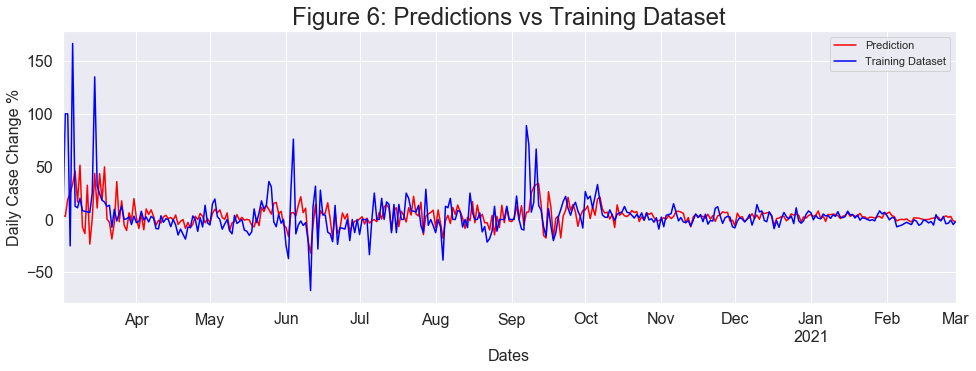 Figure 6: Predictions vs Training Dataset
Prediction
Training Dataset
Daily Case Change %
150
100
50
0
−50
Apr May Jun Jul Aug Sep Oct Nov Dec Jan Feb Mar
2021
Dates